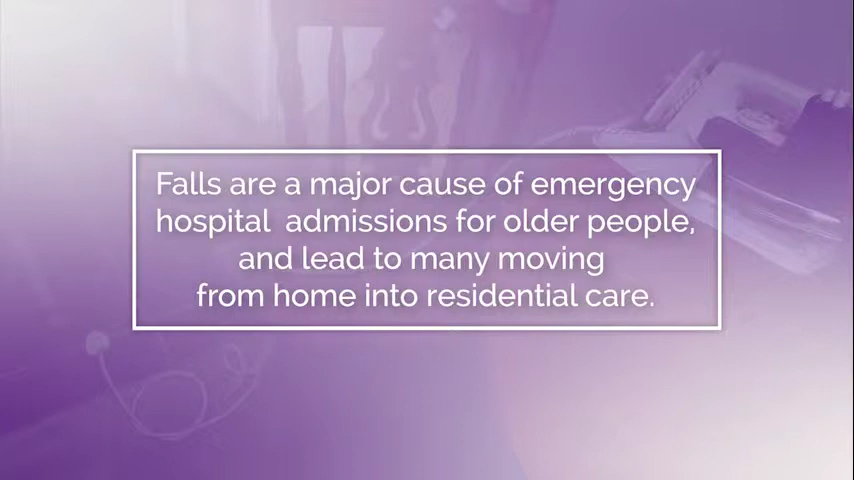 Falls are a major cause of emergency
hospital  admissions for older people,
and lead to many moving
from home into residential care.